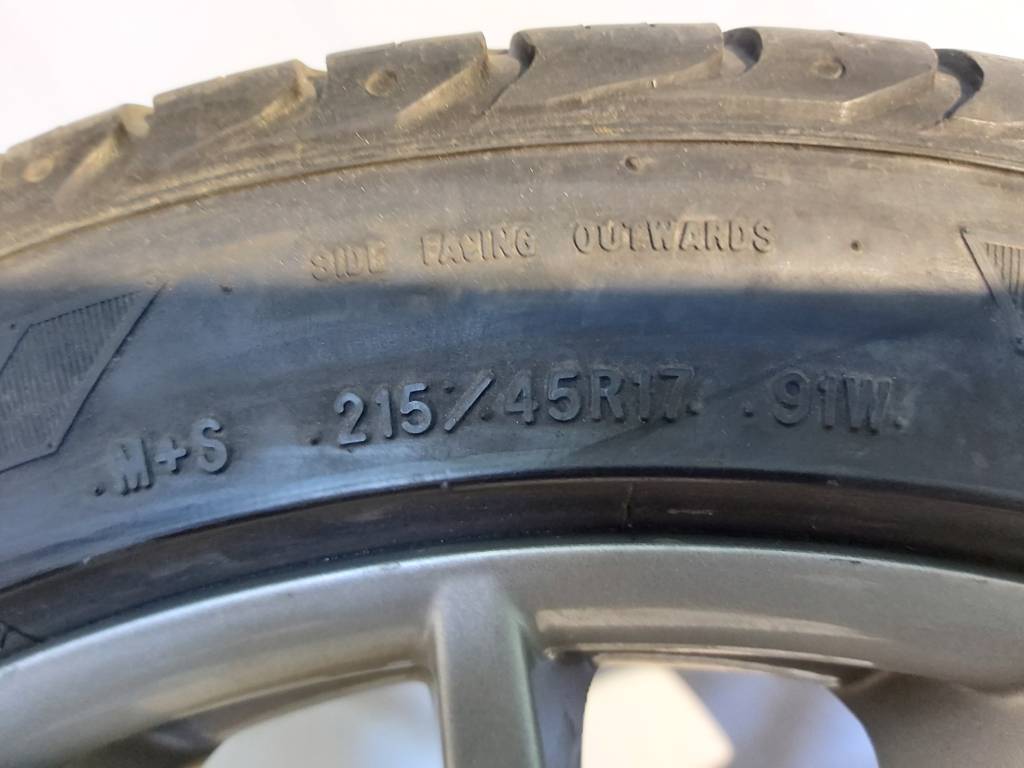 SIDE FACING OUTWARDS
M+S 215/45R17 91W